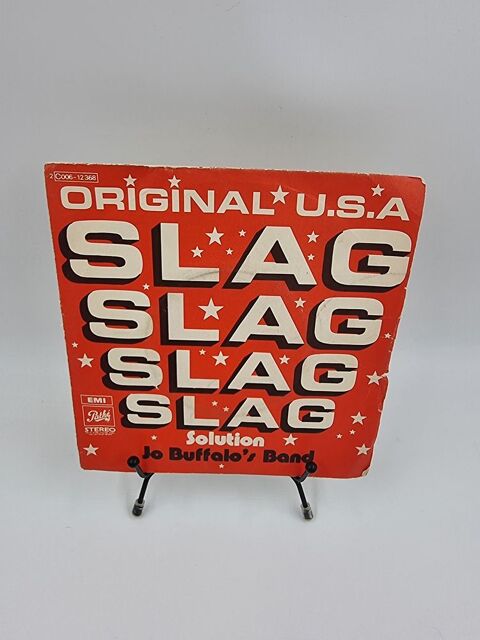 2 C006-12368
ORIGINAL U.S.A
SLAG
SLAG
SLAG
SLAG
EMI
Pathé
STEREO
Solution
Jo Buffalo's Band